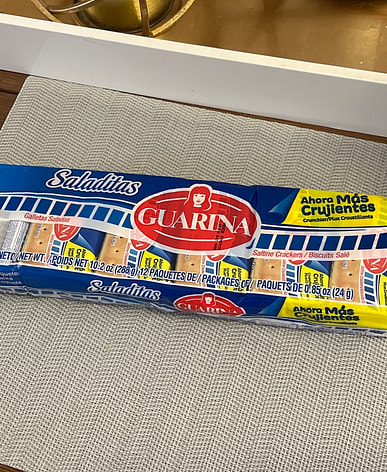 Saladitas
GUARINA
Ahora Más
Crujientes
Crunchier/Plus Croustillants
Galletas Saladas
Saltine Crackers / Biscuits Salé
NETO/NET WT. / POIDS NET 10.2 oz (288 g) 12 PAQUETES DE/ PACKAGES OF/ PAQUETS DE 0.85 oz (24 g)
Saladitas
GUARINA
Ahora Más
Crujientes